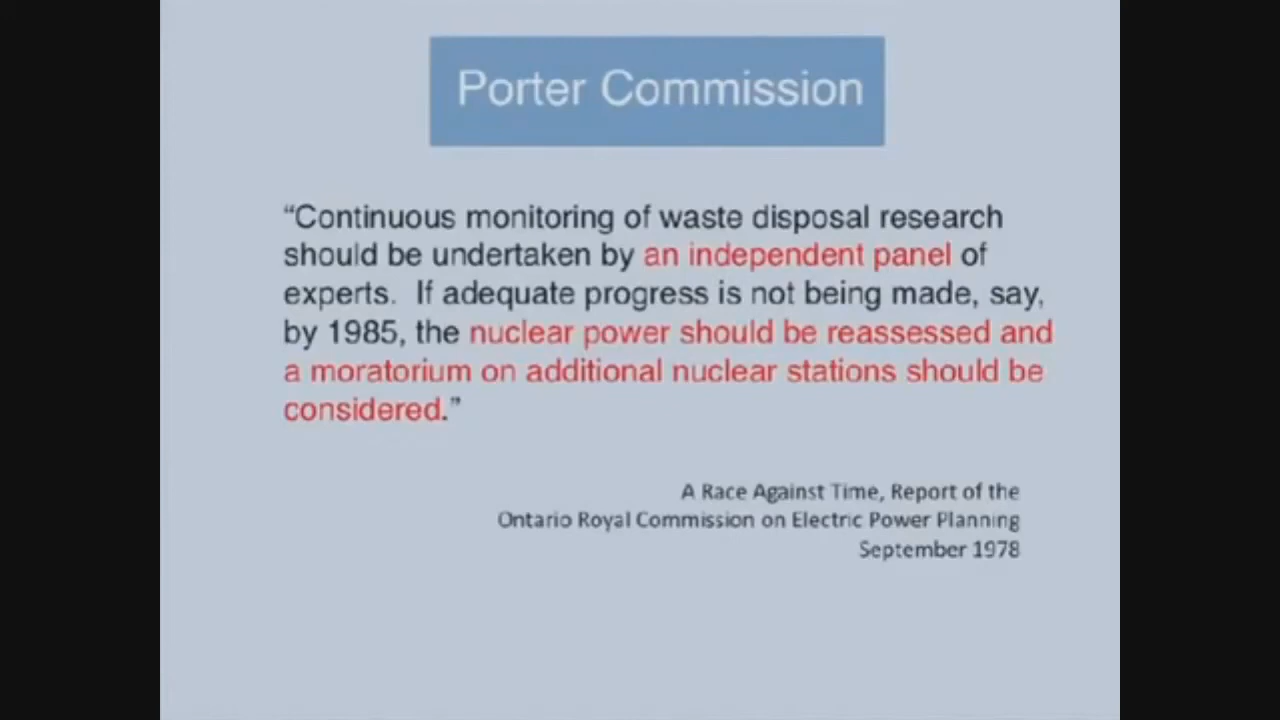 Porter Commission
“Continuous monitoring of waste disposal research
should be undertaken by an independent panel of
experts.  If adequate progress is not being made, say,
by 1985, the nuclear power should be reassessed and
a moratorium on additional nuclear stations should be
considered.”
A Race Against Time, Report of the
Ontario Royal Commission on Electric Power Planning
September 1978